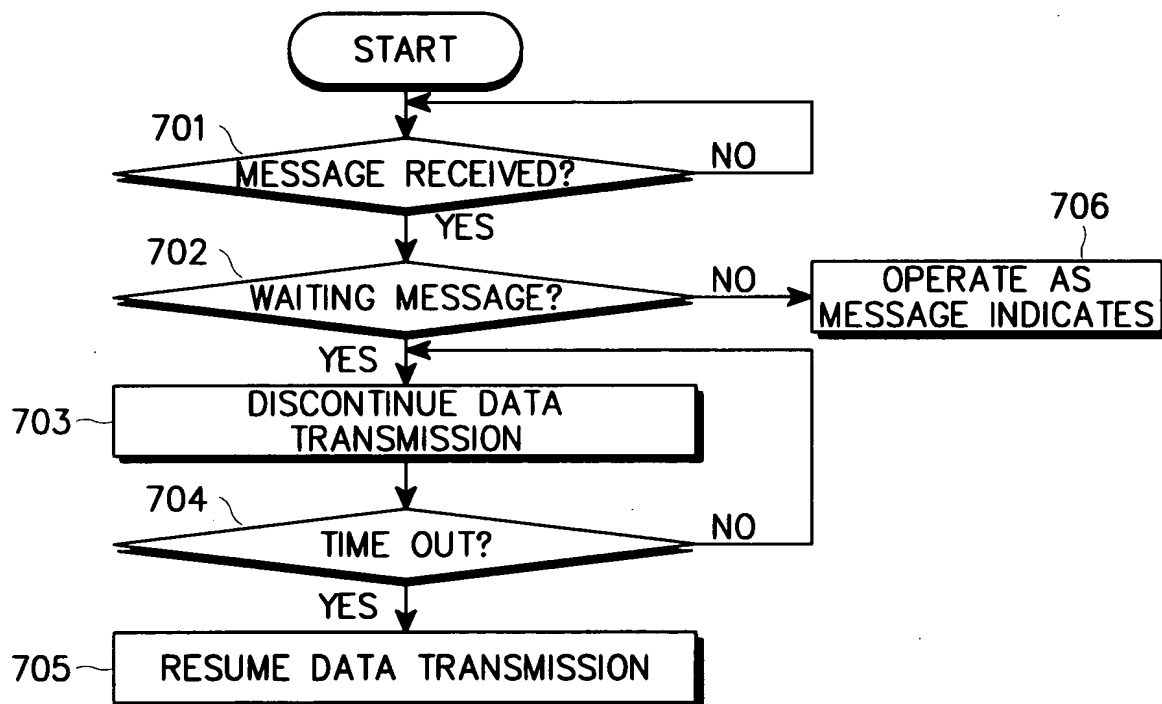 START
701
MESSAGE RECEIVED?
NO
YES
706
702
WAITING MESSAGE?
NO
OPERATE AS
MESSAGE INDICATES
YES
703
DISCONTINUE DATA
TRANSMISSION
704
TIME OUT?
NO
YES
705
RESUME DATA TRANSMISSION